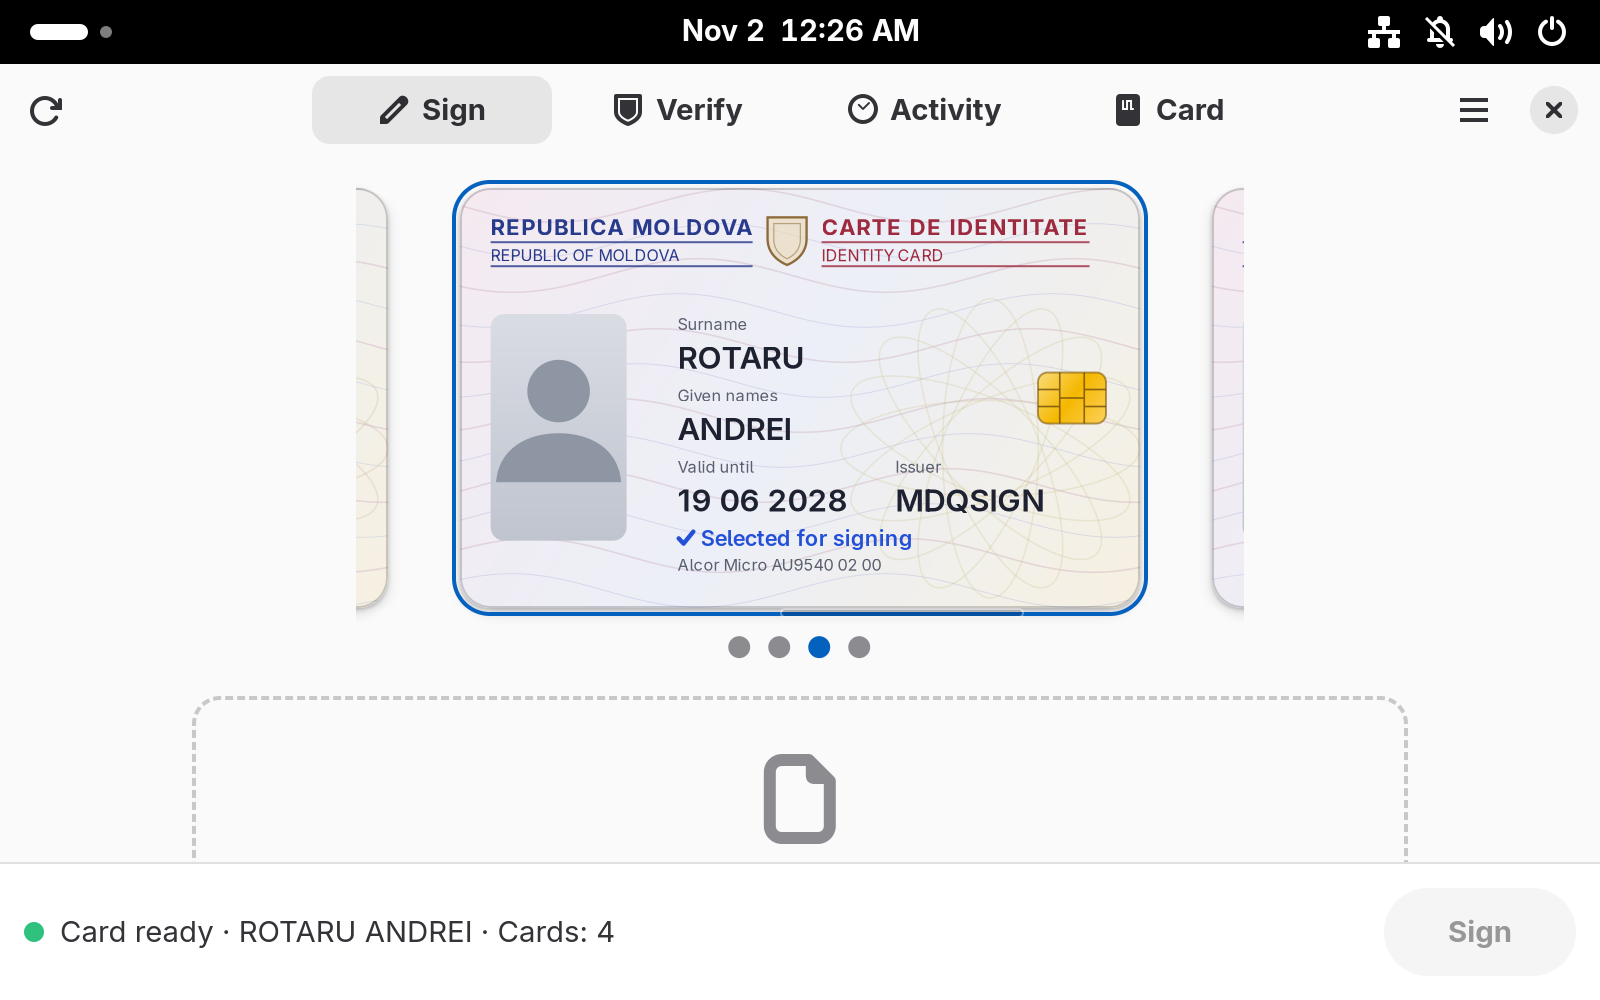 Nov 2 12:26 AM
Sign
Verify
Activity
Card
REPUBLICA MOLDOVA
REPUBLIC OF MOLDOVA
CARTE DE IDENTITATE
IDENTITY CARD
Surname
ROTARU
Given names
ANDREI
Valid until
19 06 2028
Issuer
MDQSIGN
Selected for signing
Alcor Micro AU9540 02 00
Card ready · ROTARU ANDREI · Cards: 4
Sign